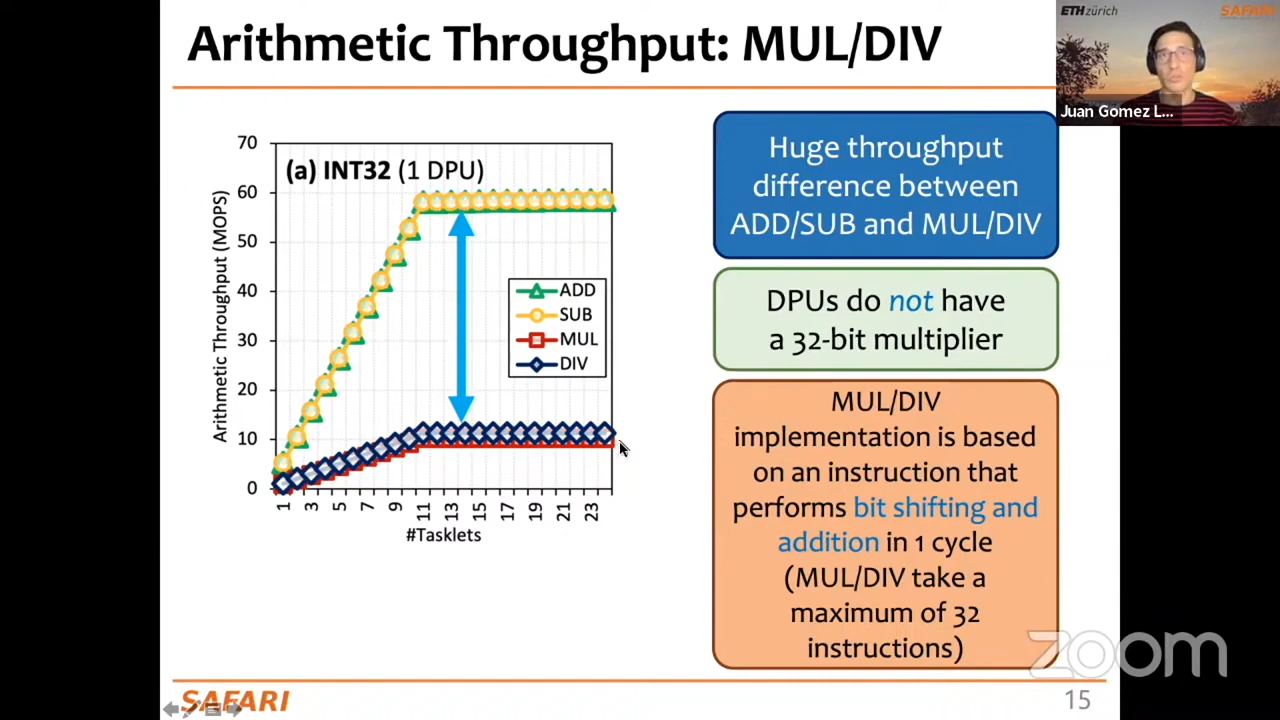 Arithmetic Throughput: MUL/DIV
ETH zürich
SAFARI
Juan Gomez L...
70
60
50
40
30
20
10
0
Arithmetic Throughput (MOPS)
(a) INT32 (1 DPU)
ADD
SUB
MUL
DIV
1 3 5 7 9 11 13 15 17 19 21 23
#Tasklets
Huge throughput
difference between
ADD/SUB and MUL/DIV
DPUs do not have
a 32-bit multiplier
MUL/DIV
implementation is based
on an instruction that
performs bit shifting and
addition in 1 cycle
(MUL/DIV take a
maximum of 32
instructions)
zoom
SAFARI
15